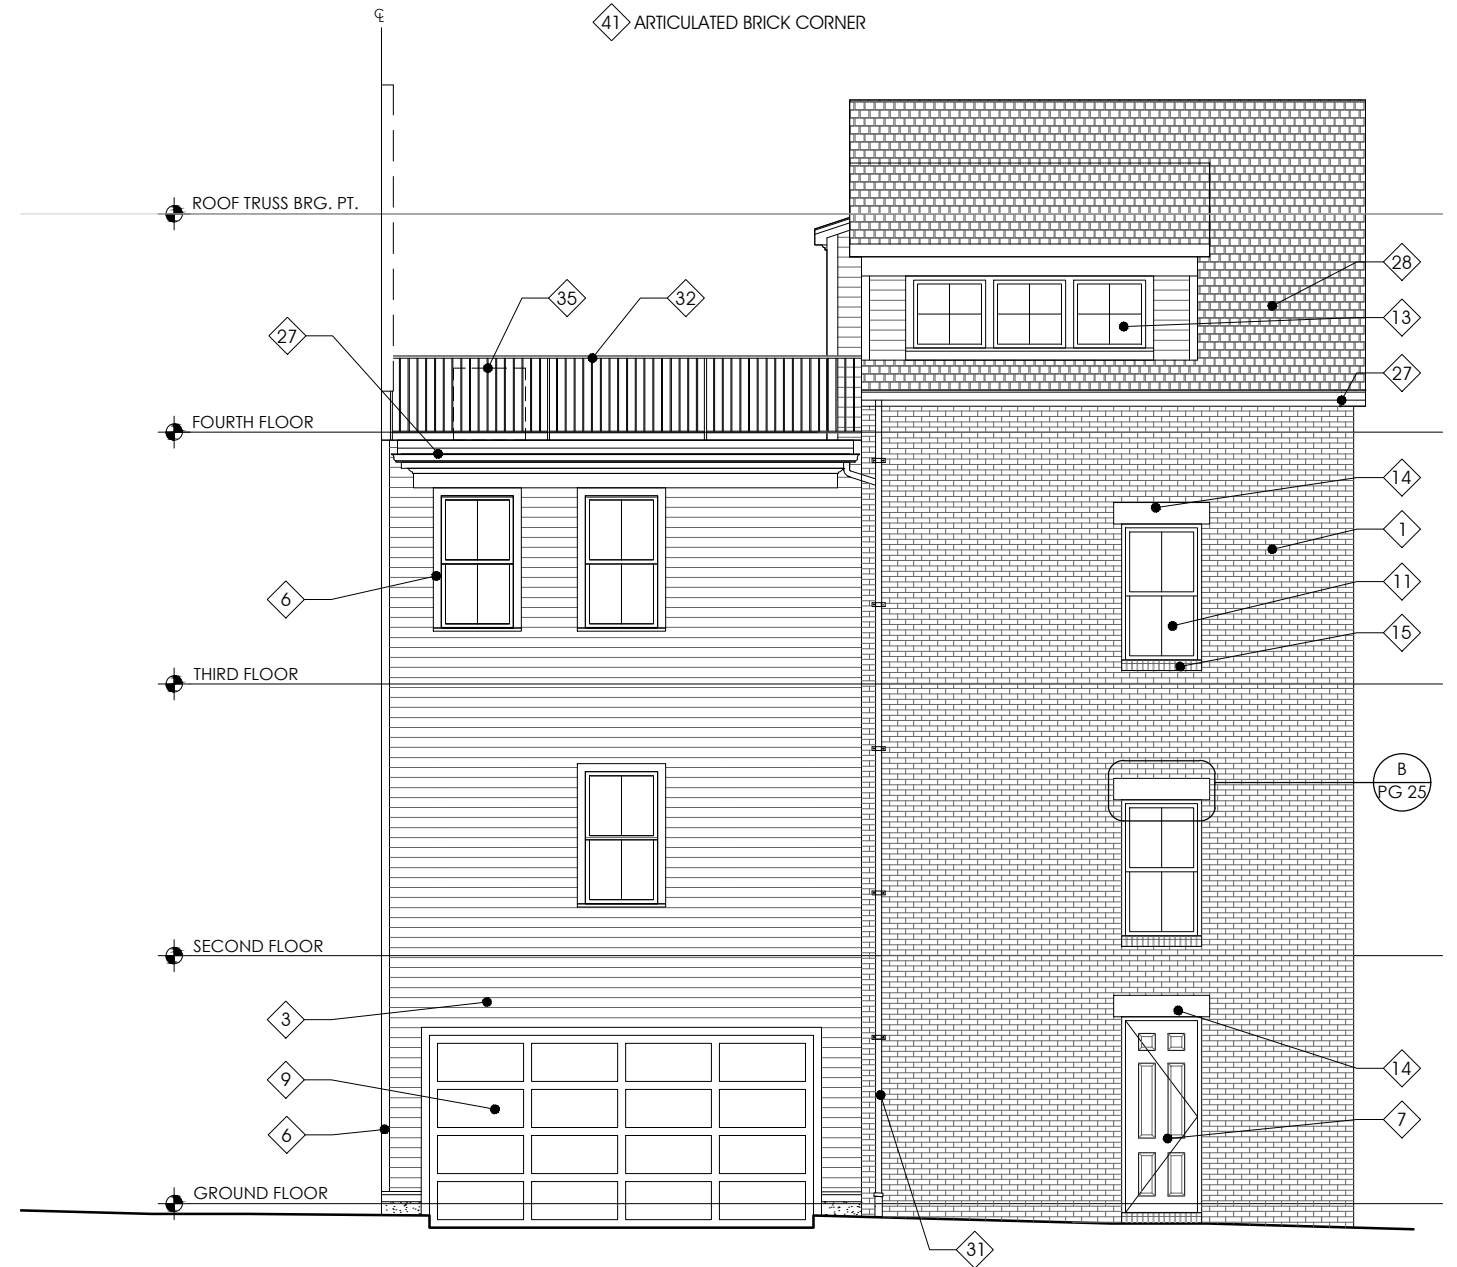 ℄
41 ARTICULATED BRICK CORNER
ROOF TRUSS BRG. PT.
28
35
32
13
27
27
FOURTH FLOOR
14
1
11
6
15
THIRD FLOOR
B
PG 25
SECOND FLOOR
3
14
9
7
6
GROUND FLOOR
31